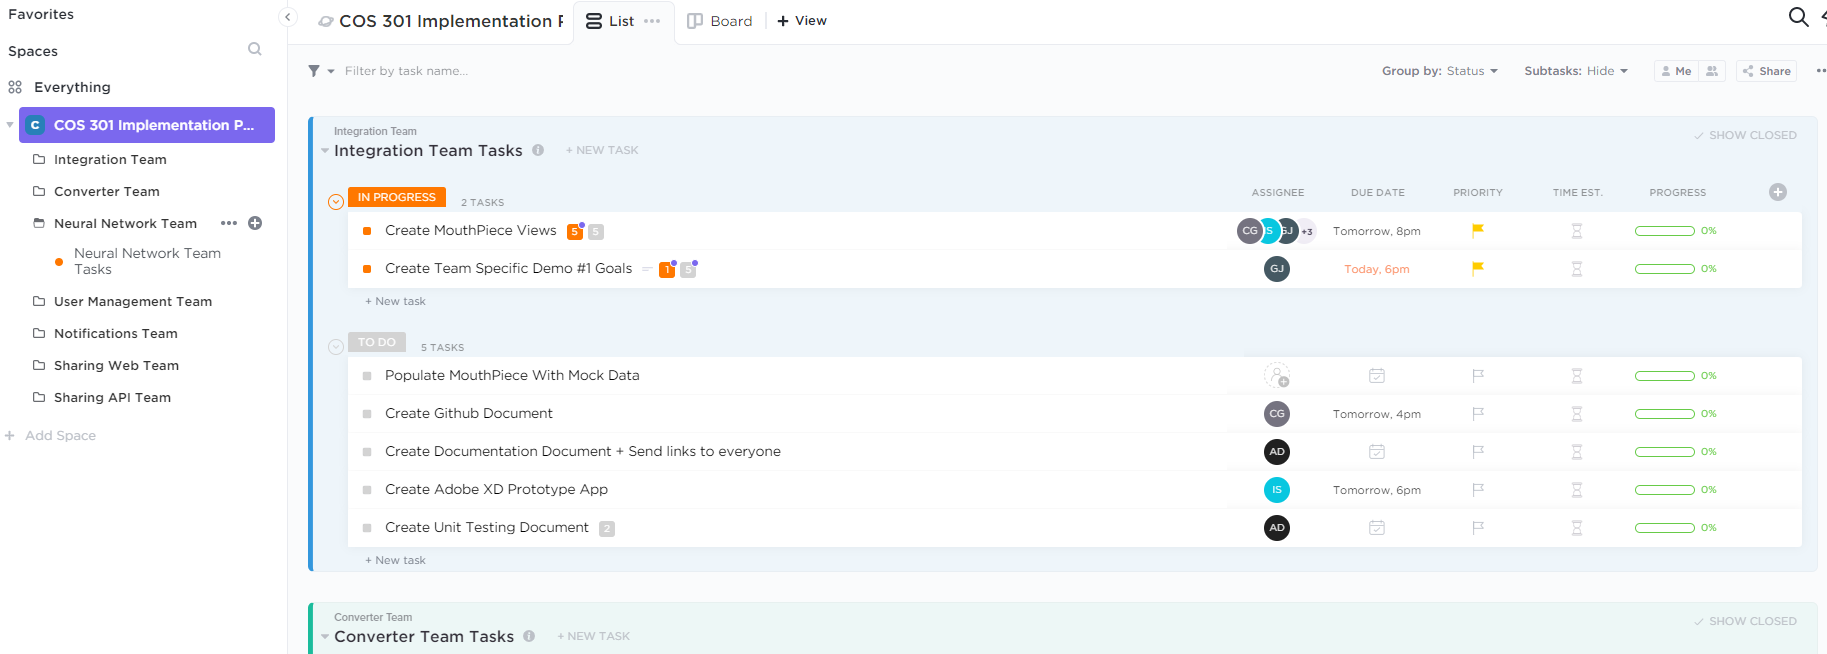 Favorites
Spaces
Everything
C COS 301 Implementation P...
Integration Team
Converter Team
Neural Network Team
Neural Network Team
Tasks
User Management Team
Notifications Team
Sharing Web Team
Sharing API Team
+ Add Space
COS 301 Implementation P
List
Board
+ View
Filter by task name...
Group by: Status
Subtasks: Hide
Me
Share
Integration Team
SHOW CLOSED
Integration Team Tasks
+ NEW TASK
IN PROGRESS
2 TASKS
ASSIGNEE DUE DATE PRIORITY TIME EST. PROGRESS
Create MouthPiece Views 5 5 CG IS GJ +3 Tomorrow, 8pm 0%
Create Team Specific Demo #1 Goals 1 5 GJ Today, 6pm 0%
+ New task
TO DO
5 TASKS
Populate MouthPiece With Mock Data 0%
Create Github Document CG Tomorrow, 4pm 0%
Create Documentation Document + Send links to everyone AD 0%
Create Adobe XD Prototype App IS Tomorrow, 6pm 0%
Create Unit Testing Document 2 AD 0%
+ New task
Converter Team
SHOW CLOSED
Converter Team Tasks
+ NEW TASK